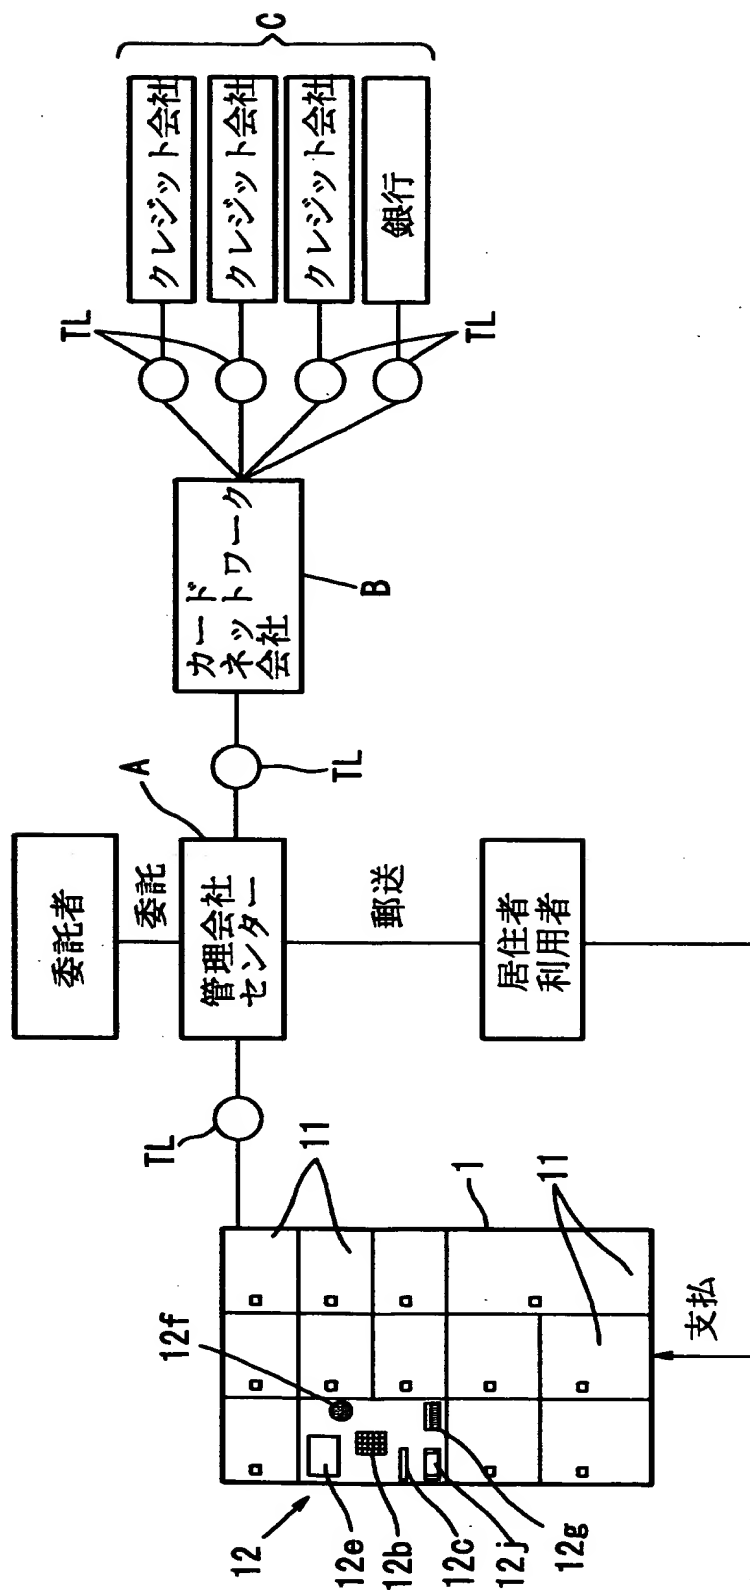 C
クレジット会社
クレジット会社
クレジット会社
銀行
TL
TL
カード
ネットワーク
会社
B
TL
A
委託者
委託
管理会社
センター
郵送
居住者
利用者
TL
11
1
11
支払
12f
12
12e
12b
12c
12j
12g